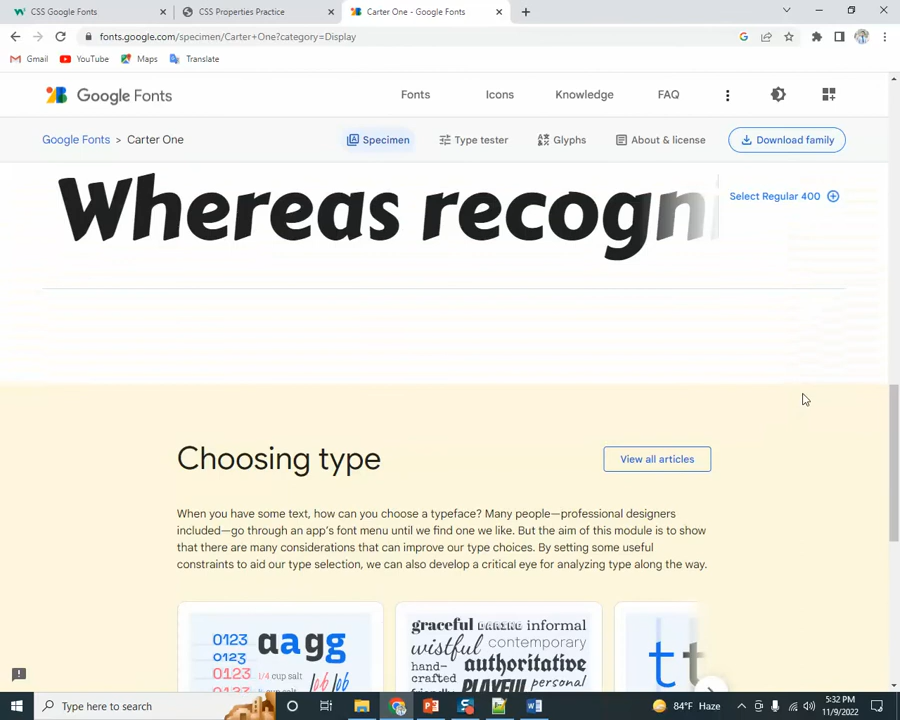 CSS Google Fonts
CSS Properties Practice
Carter One - Google Fonts
fonts.google.com/specimen/Carter+One?category=Display
Gmail
YouTube
Maps
Translate
Google Fonts
Fonts
Icons
Knowledge
FAQ
Google Fonts > Carter One
Specimen
Type tester
Glyphs
About & license
Download family
Whereas recogn
Select Regular 400
Choosing type
View all articles
When you have some text, how can you choose a typeface? Many people—professional designers
included—go through an app's font menu until we find one we like. But the aim of this module is to show
that there are many considerations that can improve our type choices. By setting some useful
constraints to aid our type selection, we can also develop a critical eye for analyzing type along the way.
0123 aagg
0123
0123 1/4 cup salt
1/4 cup salt
graceful DARING informal
wistful contemporary
hand-
crafted authoritative
PLAYFUL personal
tt
Type here to search
84°F Haze
5:32 PM
11/9/2022